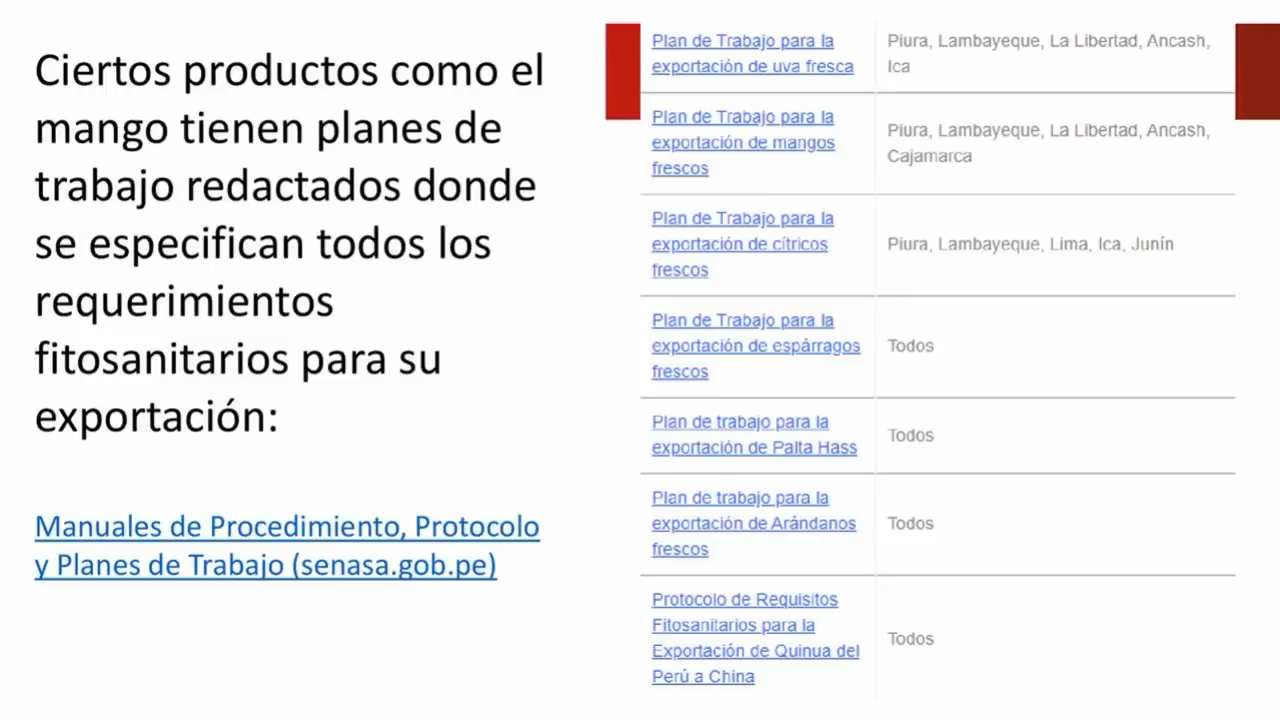 Ciertos productos como el
mango tienen planes de
trabajo redactados donde
se especifican todos los
requerimientos
fitosanitarios para su
exportación:
Manuales de Procedimiento, Protocolo
y Planes de Trabajo (senasa.gob.pe)
Plan de Trabajo para la
exportación de uva fresca
Piura, Lambayeque, La Libertad, Ancash,
Ica
Plan de Trabajo para la
exportación de mangos
frescos
Piura, Lambayeque, La Libertad, Ancash,
Cajamarca
Plan de Trabajo para la
exportación de cítricos
frescos
Piura, Lambayeque, Lima, Ica, Junín
Plan de Trabajo para la
exportación de espárragos
frescos
Todos
Plan de trabajo para la
exportación de Palta Hass
Todos
Plan de trabajo para la
exportación de Arándanos
frescos
Todos
Protocolo de Requisitos
Fitosanitarios para la
Exportación de Quinua del
Perú a China
Todos